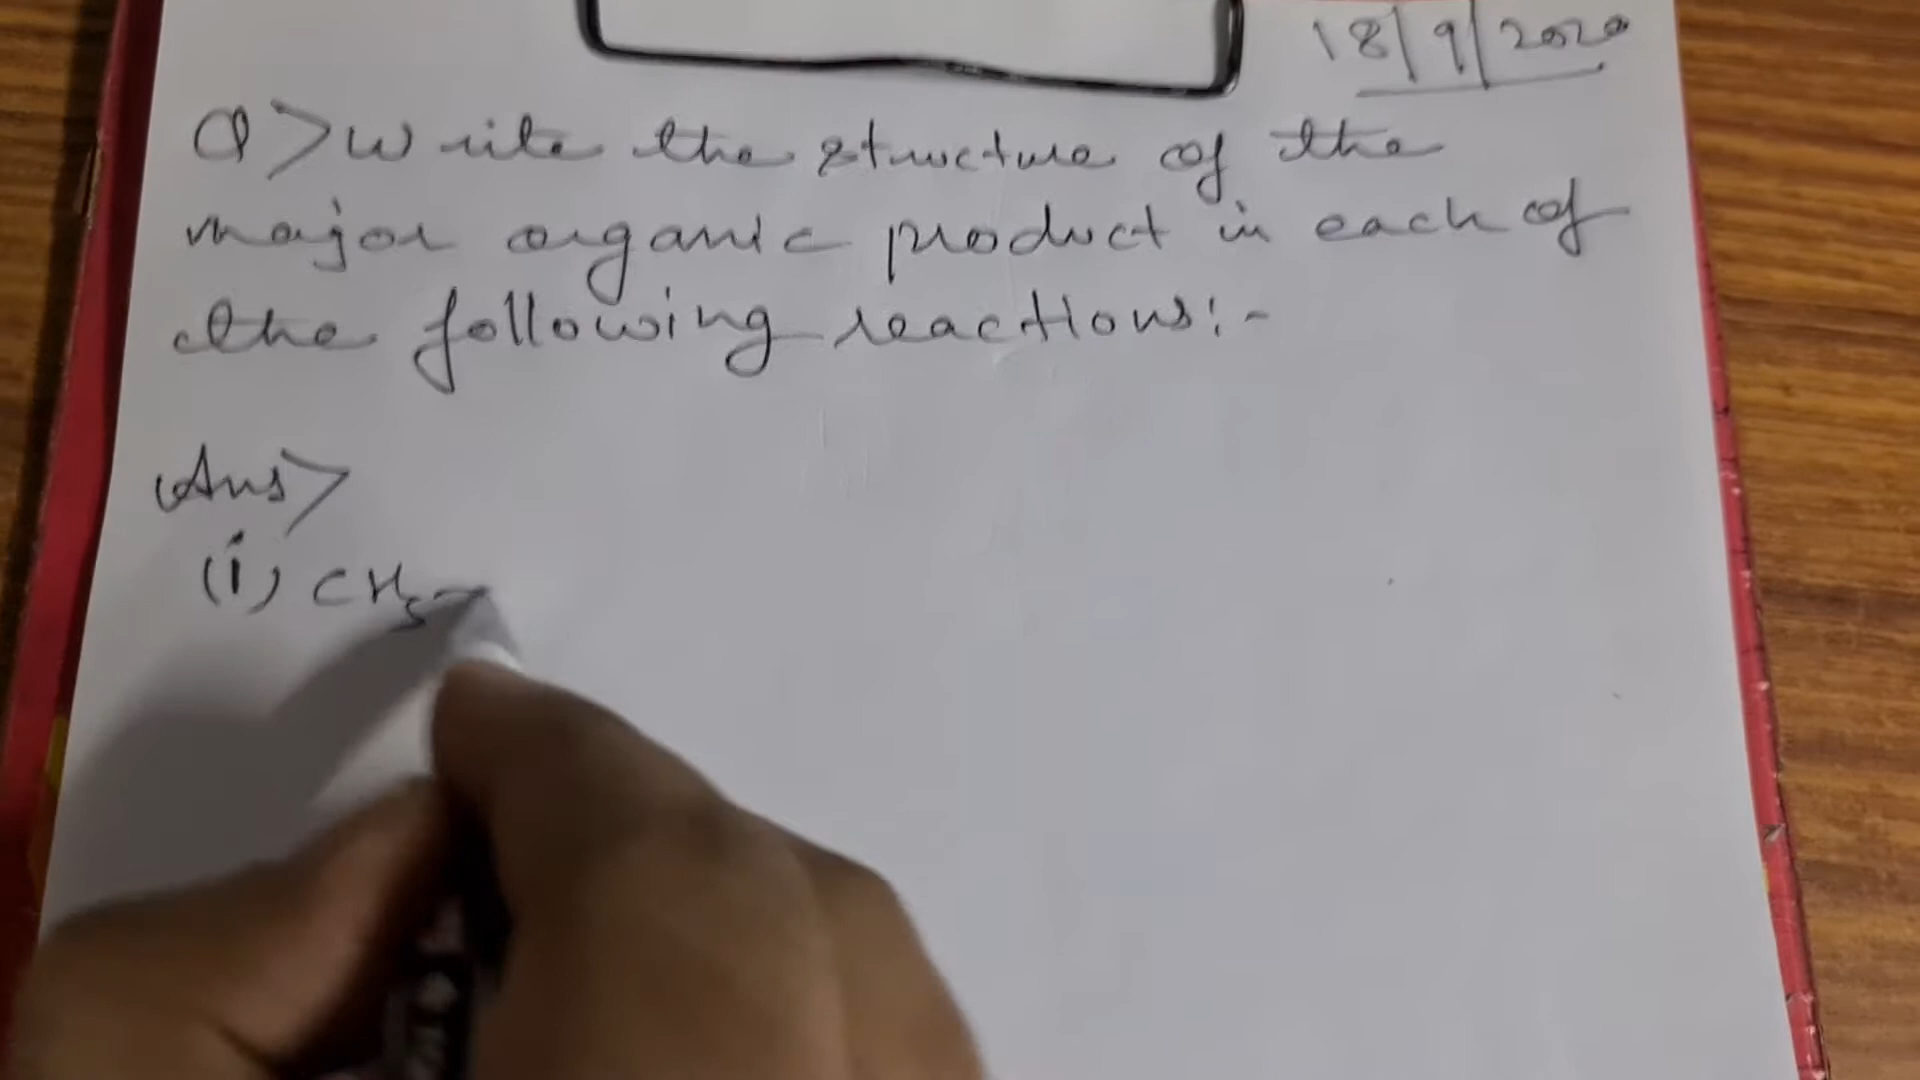 18/9/2020
Q> Write the structure of the
major organic product in each of
the following reactions:-
Ans>
(i) CH3-